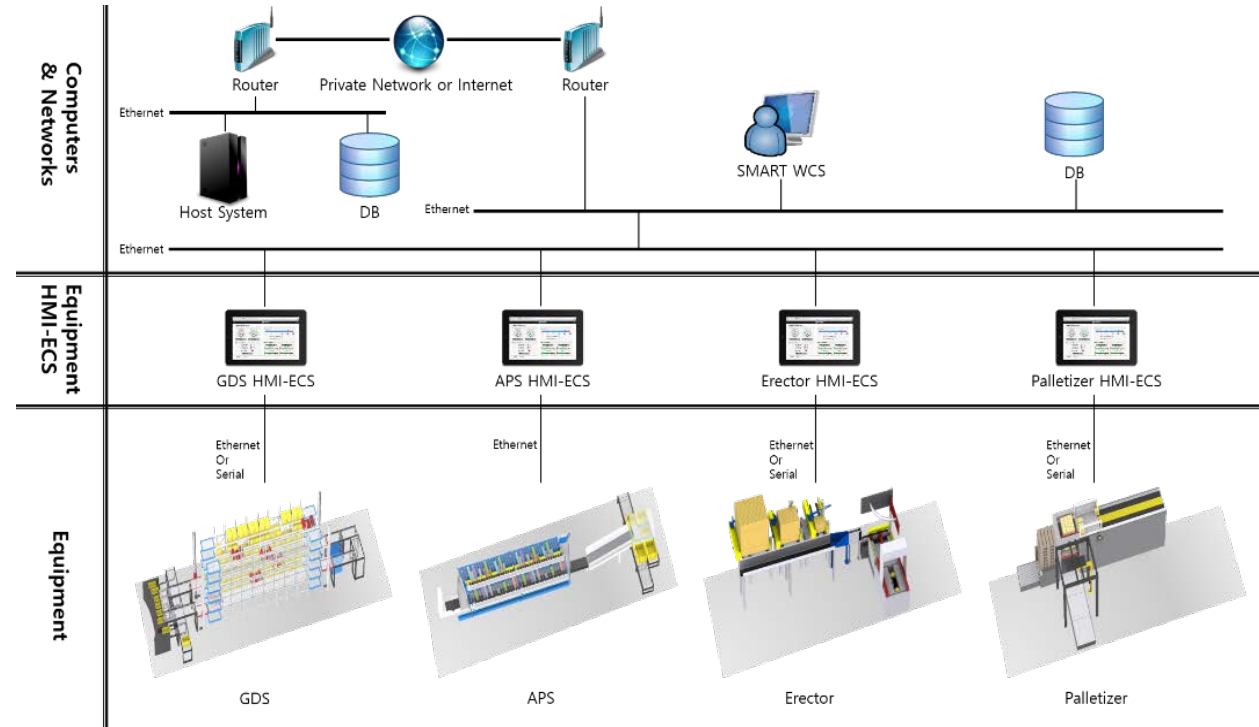 Computers
& Networks
Router
Private Network or Internet
Router
Ethernet
Host System
DB
SMART WCS
DB
Ethernet
Ethernet
Equipment
HMI-ECS
GDS HMI-ECS
APS HMI-ECS
Erector HMI-ECS
Palletizer HMI-ECS
Equipment
Ethernet
Or
Serial
Ethernet
Ethernet
Or
Serial
Ethernet
Or
Serial
GDS
APS
Erector
Palletizer